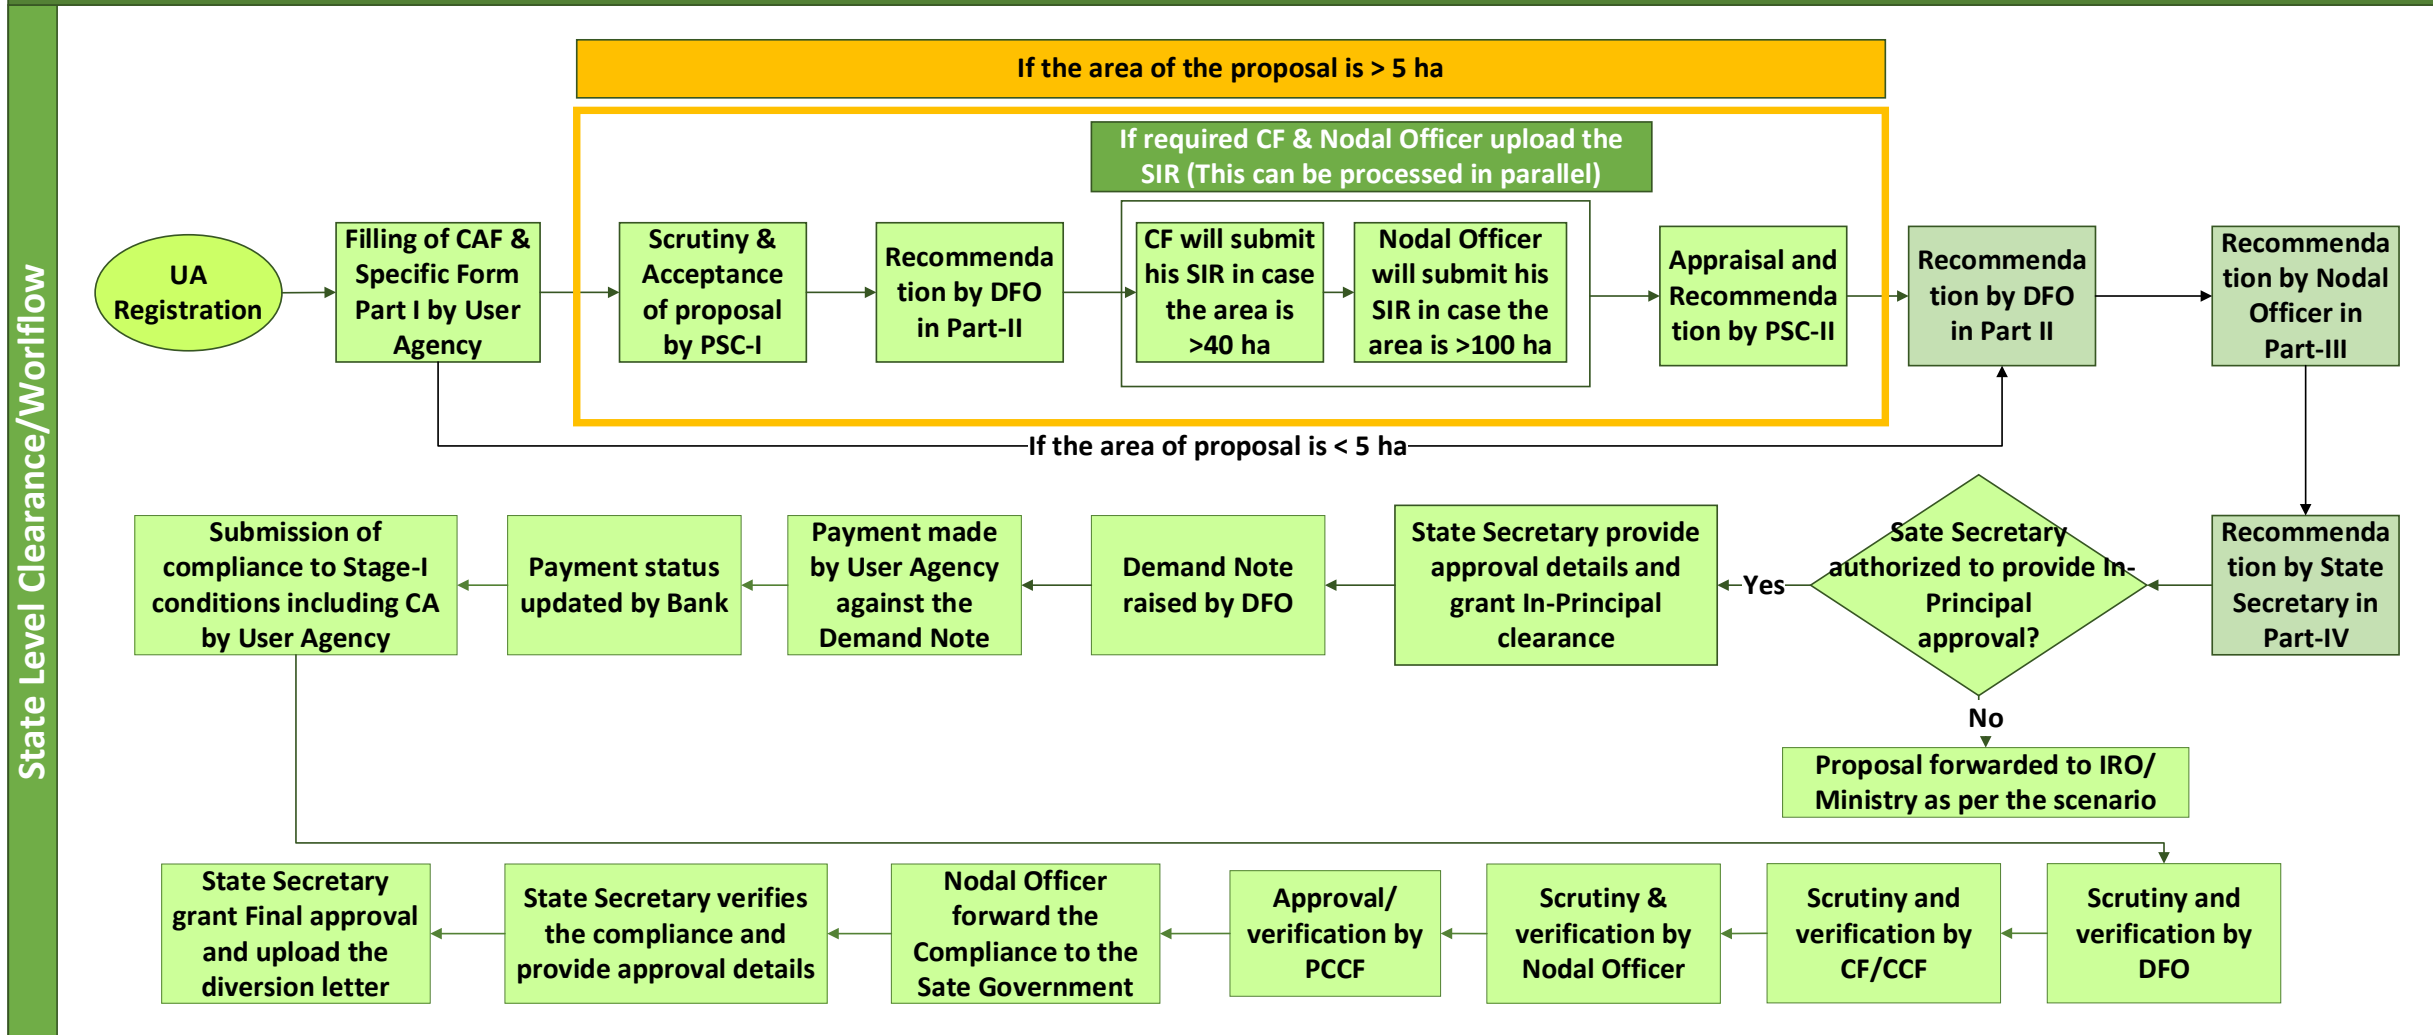 State Level Clearance/Worlflow
If the area of the proposal is > 5 ha
If required CF & Nodal Officer upload the
SIR (This can be processed in parallel)
UA
Registration
Filling of CAF &
Specific Form
Part I by User
Agency
Scrutiny &
Acceptance
of proposal
by PSC-I
Recommenda
tion by DFO
in Part-II
CF will submit
his SIR in case
the area is
>40 ha
Nodal Officer
will submit his
SIR in case the
area is >100 ha
Appraisal and
Recommenda
tion by PSC-II
Recommenda
tion by DFO
in Part II
Recommenda
tion by Nodal
Officer in
Part-III
If the area of proposal is < 5 ha
Recommenda
tion by State
Secretary in
Part-IV
Sate Secretary
authorized to provide In-
Principal
approval?
Yes
No
Proposal forwarded to IRO/
Ministry as per the scenario
State Secretary provide
approval details and
grant In-Principal
clearance
Demand Note
raised by DFO
Payment made
by User Agency
against the
Demand Note
Payment status
updated by Bank
Submission of
compliance to Stage-I
conditions including CA
by User Agency
Scrutiny and
verification by
DFO
Scrutiny and
verification by
CF/CCF
Scrutiny &
verification by
Nodal Officer
Approval/
verification by
PCCF
Nodal Officer
forward the
Compliance to the
Sate Government
State Secretary verifies
the compliance and
provide approval details
State Secretary
grant Final approval
and upload the
diversion letter